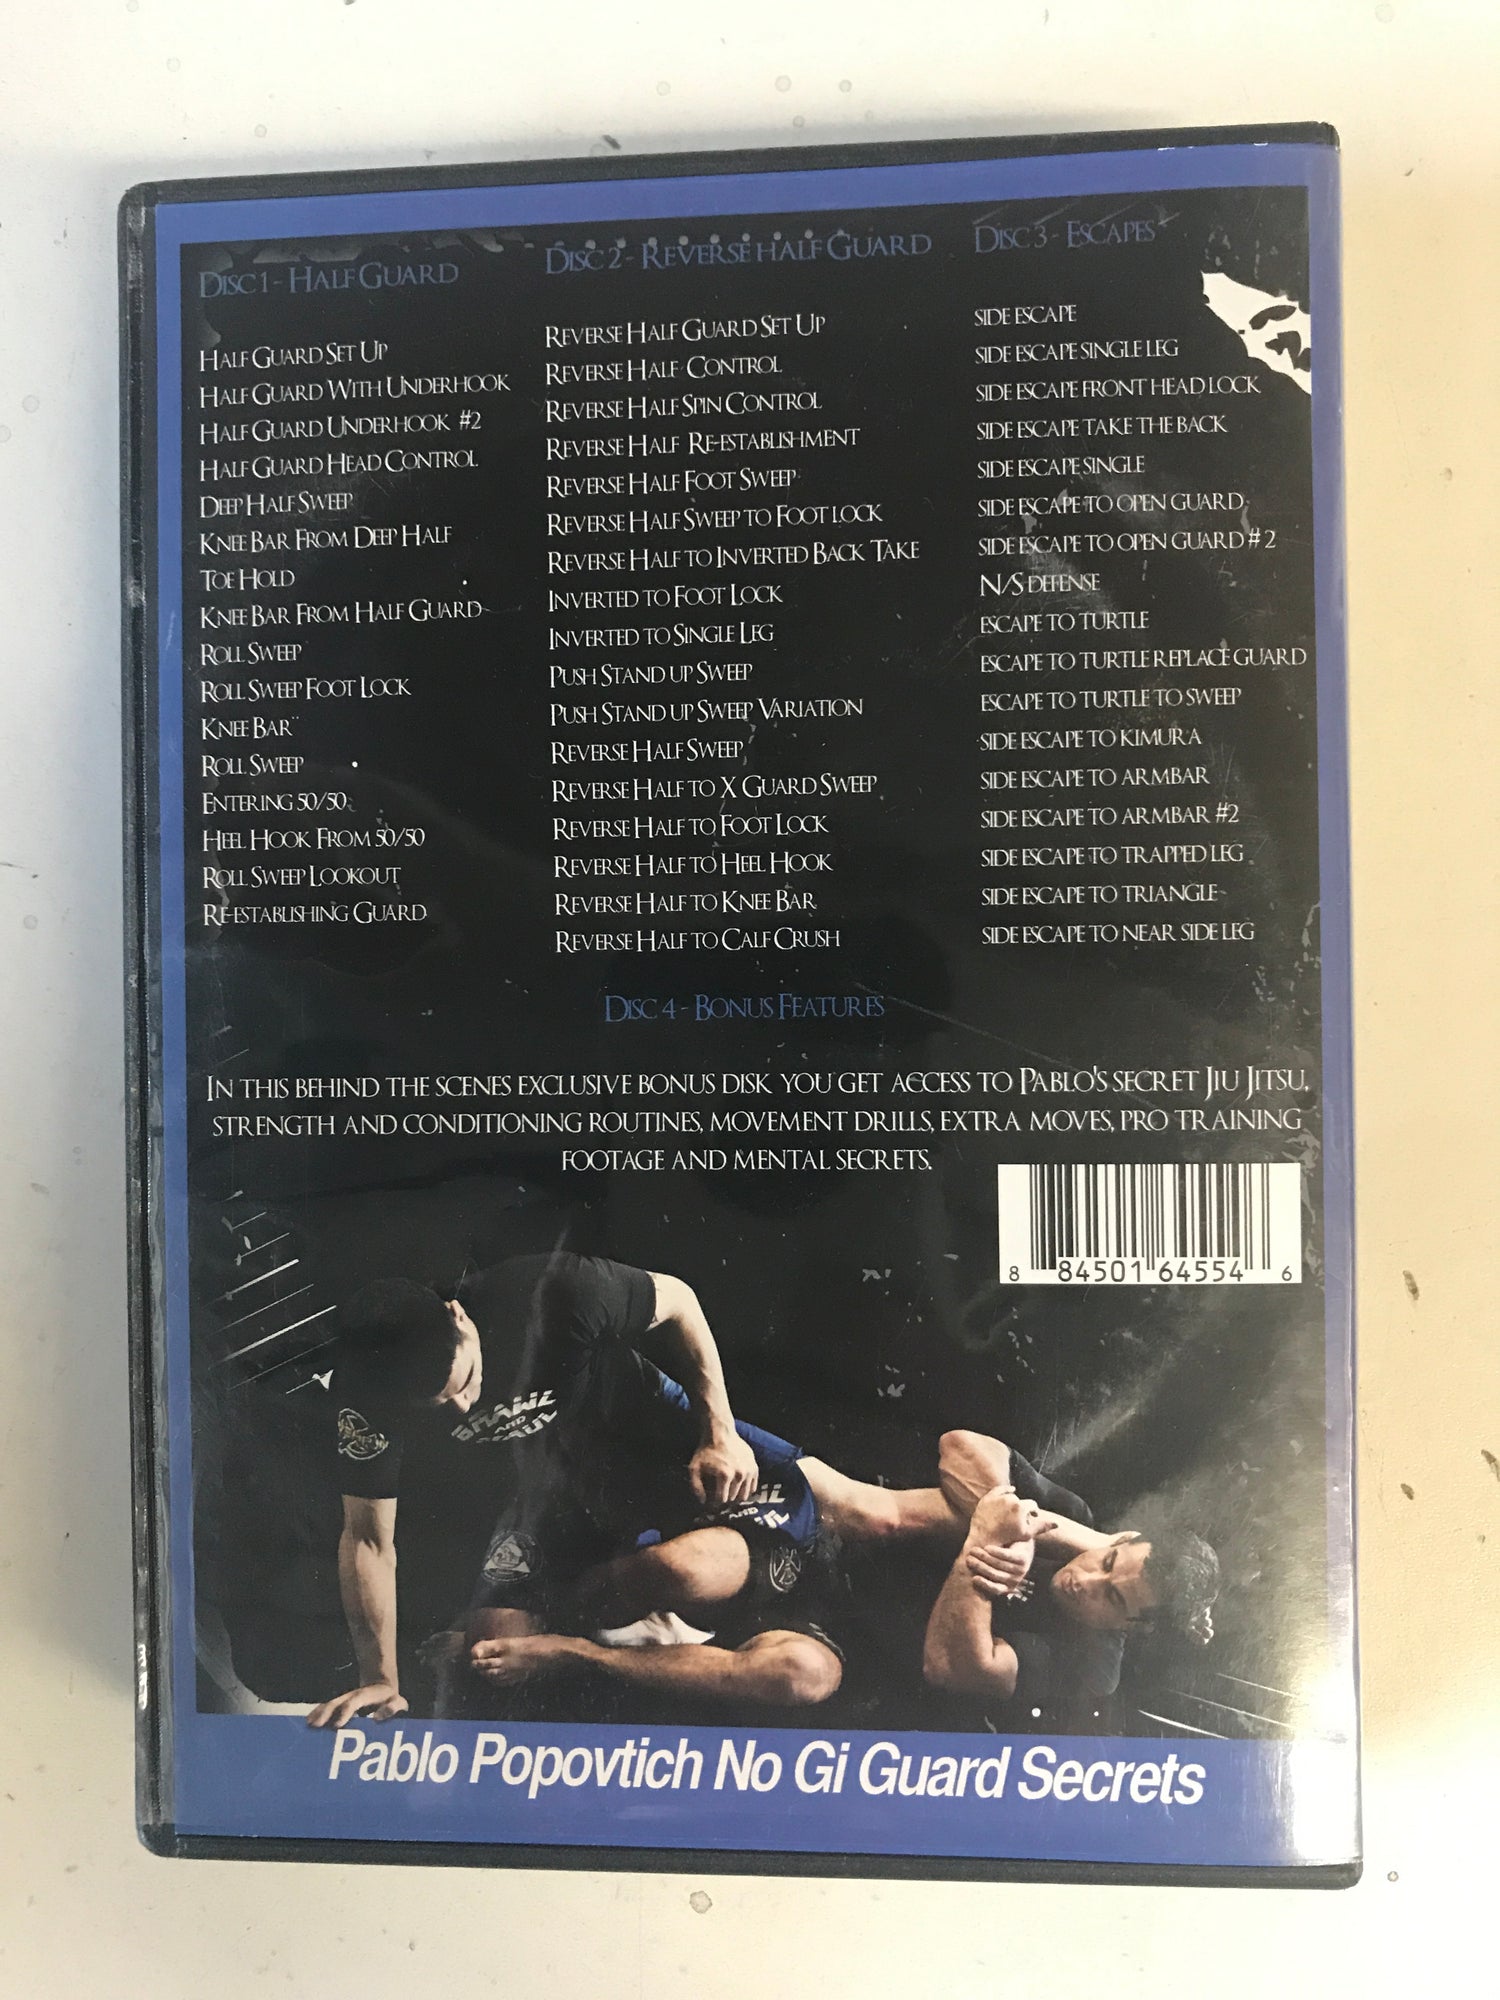 Disc 1 - Half Guard
Half Guard Set Up
Half Guard With Underhook
Half Guard Underhook #2
Half Guard Head Control
Deep Half Sweep
Knee Bar From Deep Half
Toe Hold
Knee Bar From Half Guard
Roll Sweep
Roll Sweep Foot Lock
Knee Bar
Roll Sweep
Entering 50/50
Heel Hook From 50/50
Roll Sweep Lookout
Re-establishing Guard
Disc 2 - Reverse Half Guard
Reverse Half Guard Set Up
Reverse Half Control
Reverse Half Spin Control
Reverse Half Re-establishment
Reverse Half Foot Sweep
Reverse Half Sweep to Foot lock
Reverse Half to Inverted Back Take
Inverted to Foot Lock
Inverted to Single Leg
Push Stand up Sweep
Push Stand up Sweep Variation
Reverse Half Sweep
Reverse Half to X Guard Sweep
Reverse Half to Foot Lock
Reverse Half to Heel Hook
Reverse Half to Knee Bar
Reverse Half to Calf Crush
Disc 3 - Escapes
side escape
side escape single leg
side escape front head lock
side escape take the back
side escape single
side escape to open guard
side escape to open guard # 2
N/S defense
escape to turtle
escape to turtle replace guard
escape to turtle to sweep
side escape to kimura
side escape to armbar
side escape to armbar #2
side escape to trapped leg
side escape to triangle
side escape to near side leg
Disc 4 - Bonus Features
In this behind the scenes exclusive bonus disk you get access to Pablo's secret Jiu Jitsu,
strength and conditioning routines, movement drills, extra moves, pro training
footage and mental secrets.
8 84501 64554 6
BRAWL
AND
MAUL
Pablo Popovtich No Gi Guard Secrets